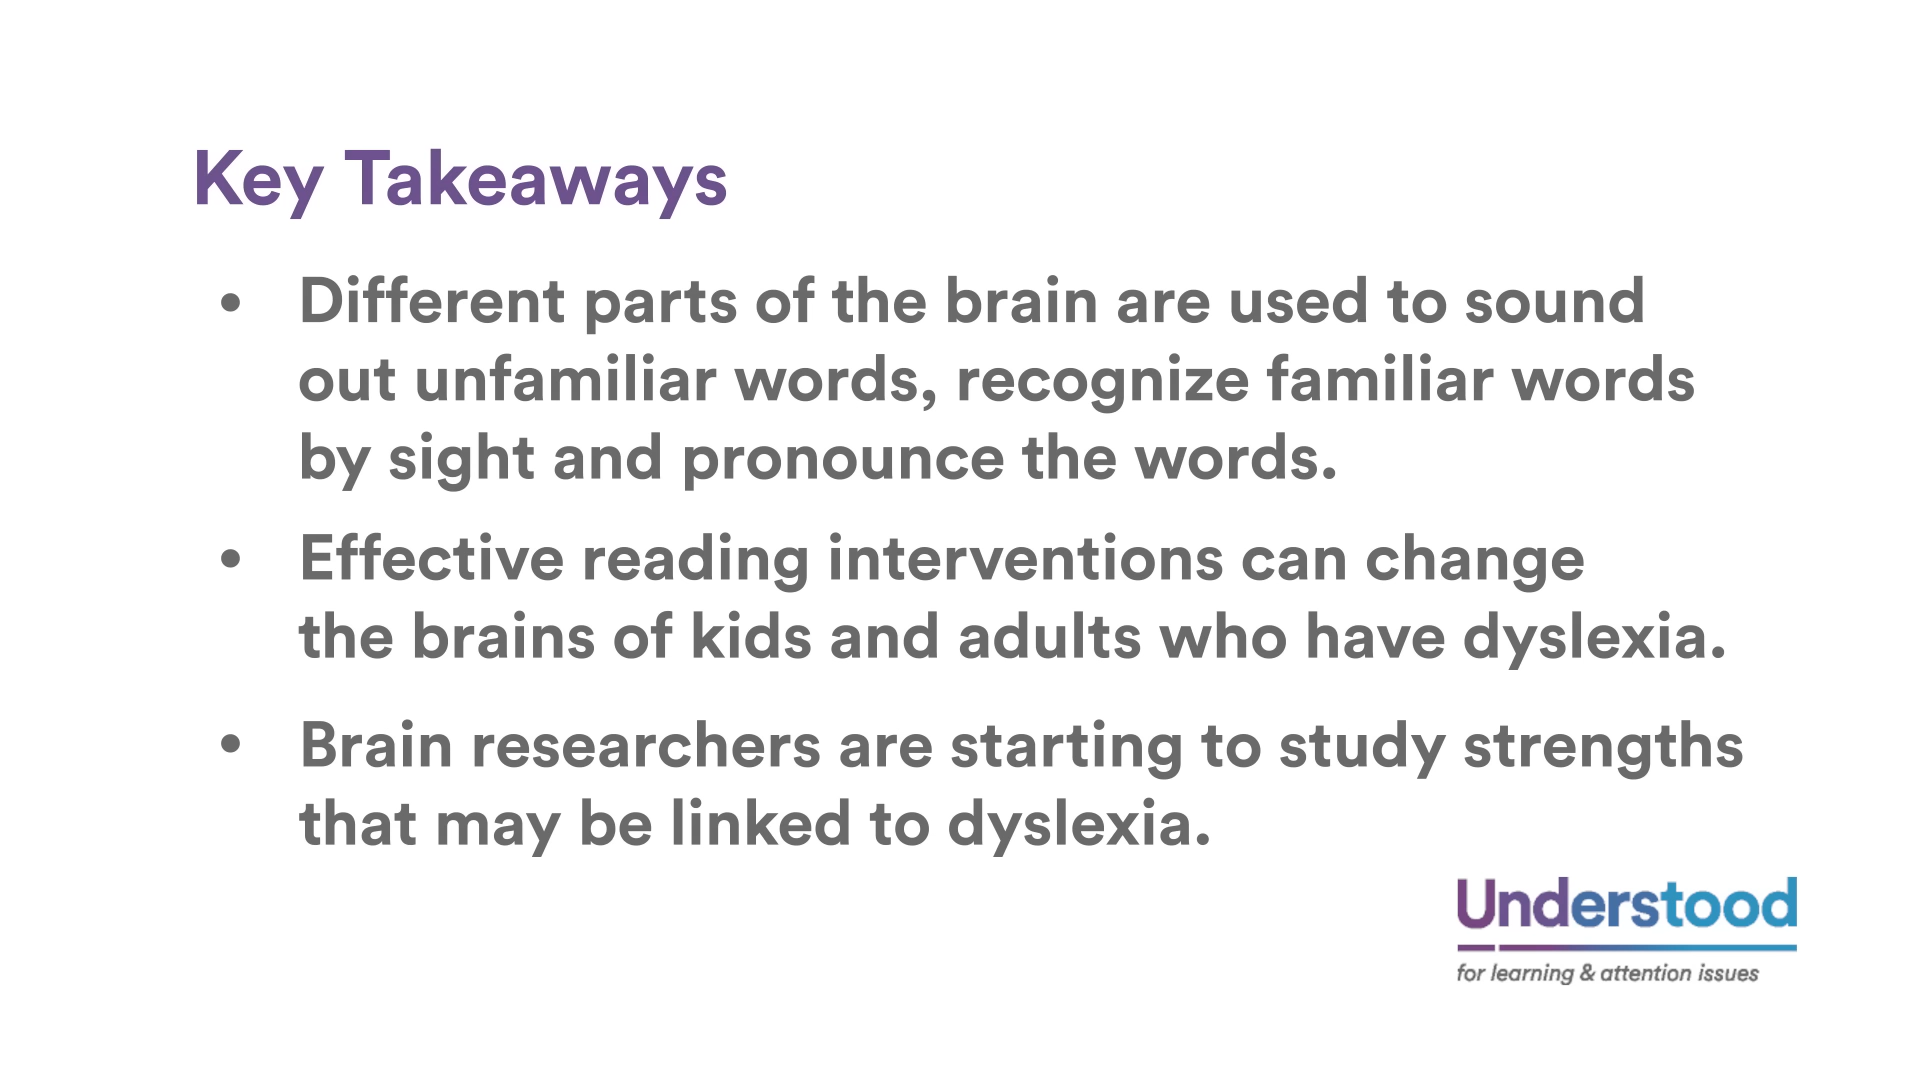 Key Takeaways
• Different parts of the brain are used to sound
out unfamiliar words, recognize familiar words
by sight and pronounce the words.
• Effective reading interventions can change
the brains of kids and adults who have dyslexia.
• Brain researchers are starting to study strengths
that may be linked to dyslexia.
Understood
for learning & attention issues